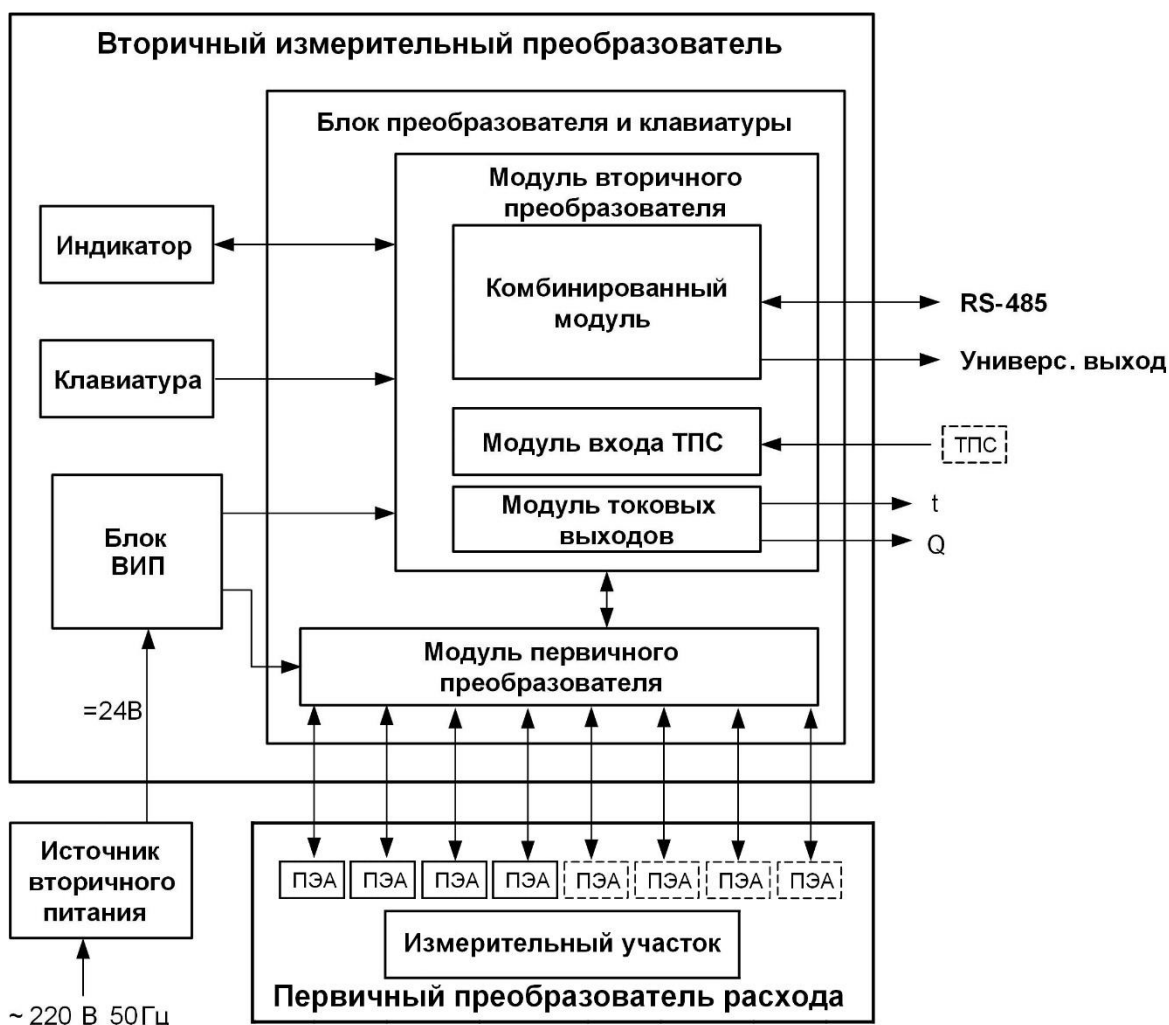 Вторичный измерительный преобразователь
Блок преобразователя и клавиатуры
Модуль вторичного
преобразователя
Индикатор
Комбинированный
модуль
RS-485
Универс. выход
Клавиатура
Модуль входа ТПС
ТПС
Модуль токовых
выходов
t
Q
Блок
ВИП
Модуль первичного
преобразователя
=24В
Источник
вторичного
питания
~ 220 В 50Гц
ПЭА ПЭА ПЭА ПЭА ПЭА ПЭА ПЭА ПЭА
Измерительный участок
Первичный преобразователь расхода